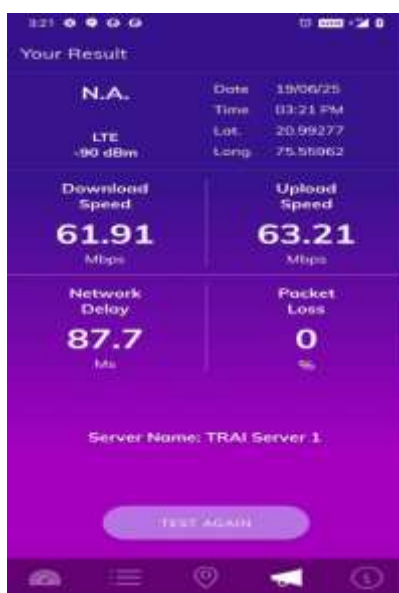 3:21
Your Result
N.A.
LTE
-90 dBm
Date 19/06/25
Time 03:21 PM
Lat. 20.99277
Long 75.55962
Download Speed
61.91
Mbps
Upload Speed
63.21
Mbps
Network Delay
87.7
Ms
Packet Loss
0
%
Server Name: TRAI Server 1
TEST AGAIN